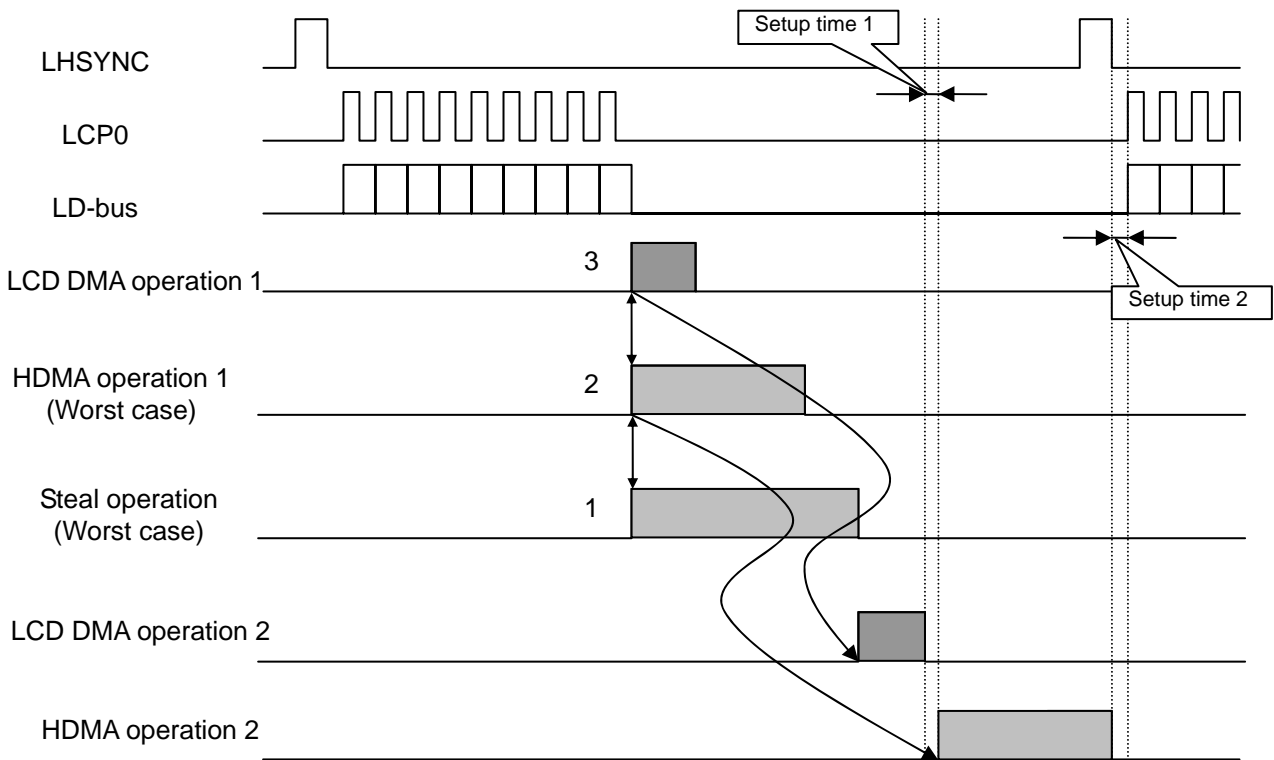 Setup time 1
LHSYNC
LCP0
LD-bus
3
LCD DMA operation 1
Setup time 2
HDMA operation 1
(Worst case)
2
Steal operation
(Worst case)
1
LCD DMA operation 2
HDMA operation 2